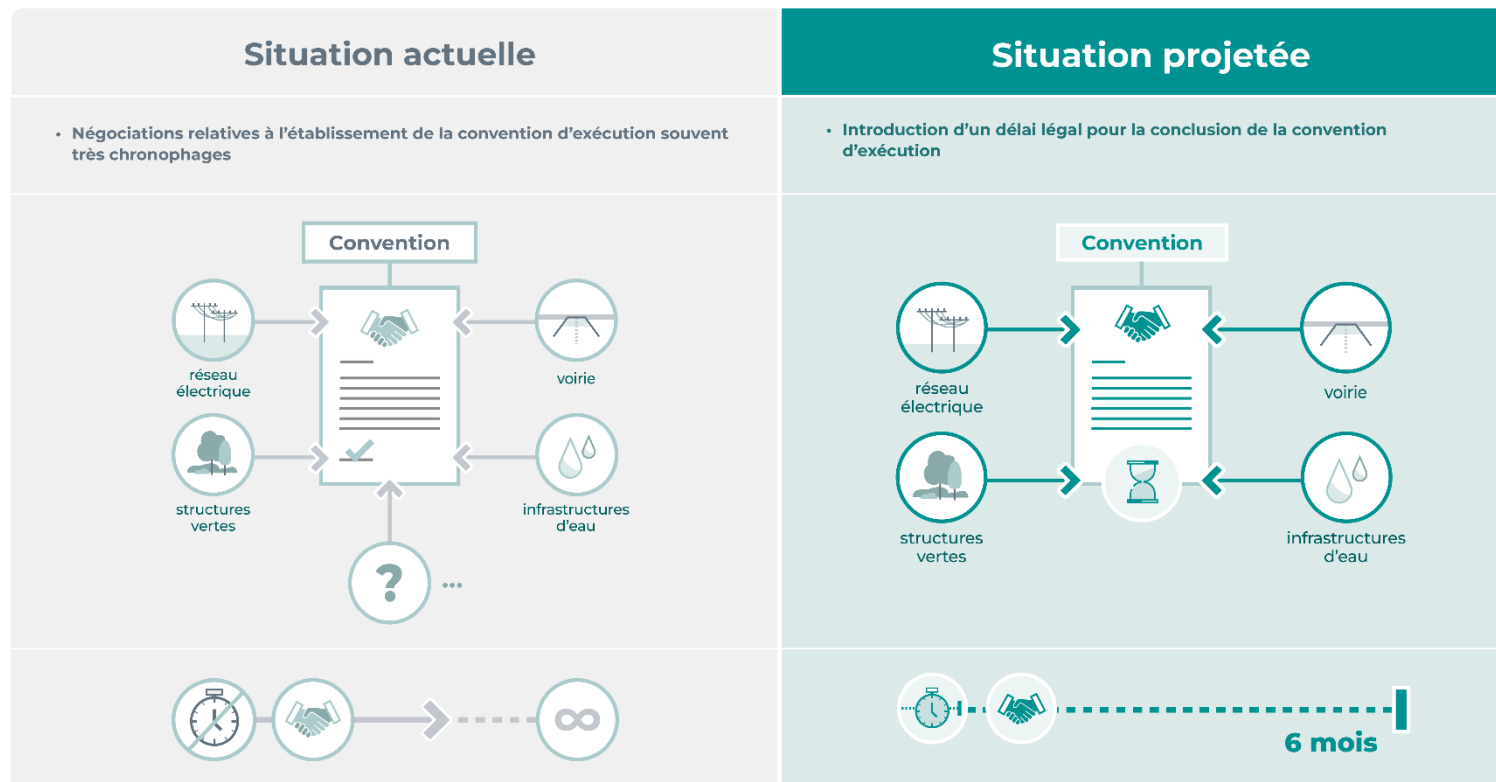 Situation actuelle
• Négociations relatives à l'établissement de la convention d'exécution souvent
très chronophages
Convention
réseau
électrique
voirie
structures
vertes
infrastructures
d'eau
?
...
Situation projetée
• Introduction d'un délai légal pour la conclusion de la convention
d'exécution
Convention
réseau
électrique
voirie
structures
vertes
infrastructures
d'eau
6 mois